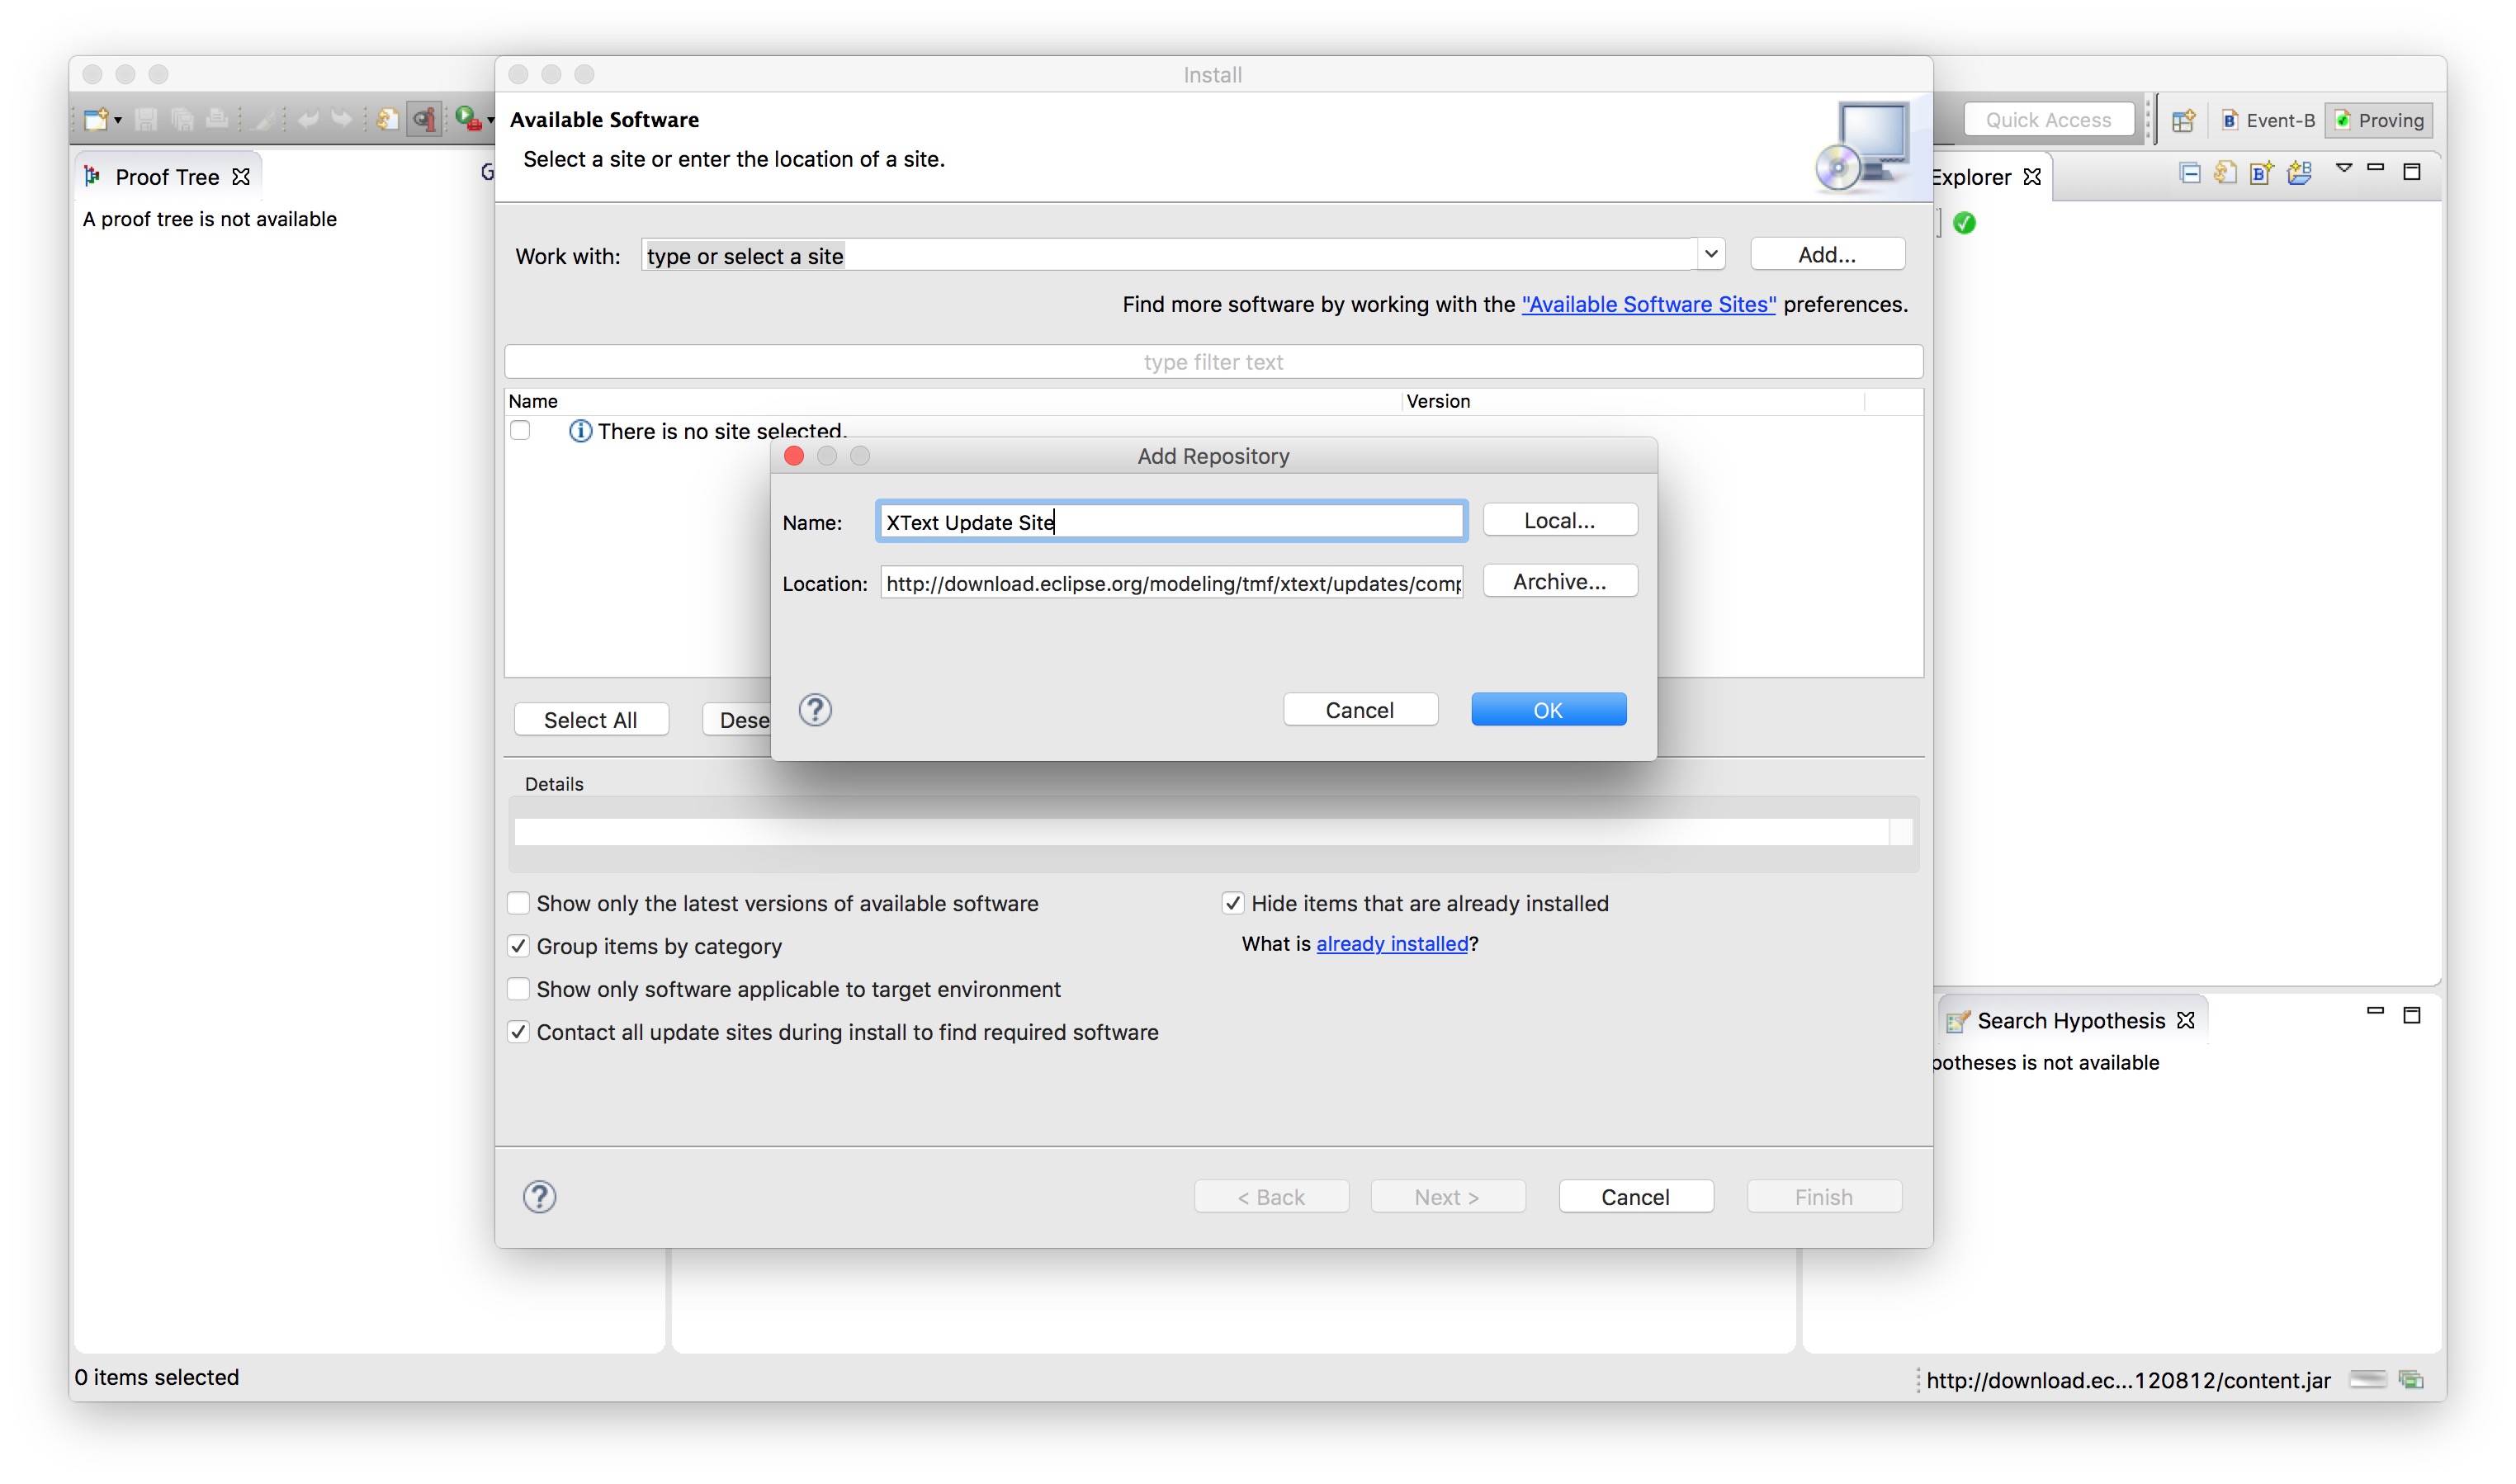 Install
Available Software
Select a site or enter the location of a site.
Quick Access
Event-B
Proving
Proof Tree
G
Explorer
A proof tree is not available
Work with:
type or select a site
Add...
Find more software by working with the "Available Software Sites" preferences.
type filter text
Name
Version
There is no site selected.
Add Repository
Name:
XText Update Site
Local...
Location:
http://download.eclipse.org/modeling/tmf/xtext/updates/comp
Archive...
Cancel
OK
Select All
Dese
Details
Show only the latest versions of available software
Hide items that are already installed
Group items by category
What is already installed?
Show only software applicable to target environment
Contact all update sites during install to find required software
Search Hypothesis
potheses is not available
< Back
Next >
Cancel
Finish
0 items selected
http://download.ec...120812/content.jar